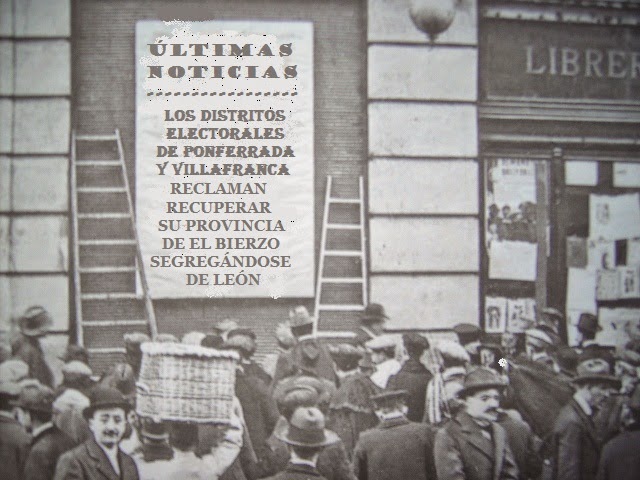 ÚLTIMAS
NOTICIAS
LOS DISTRITOS
ELECTORALES
DE PONFERRADA
Y VILLAFRANCA
RECLAMAN
RECUPERAR
SU PROVINCIA
DE EL BIERZO
SEGREGÁNDOSE
DE LEÓN
LIBRER